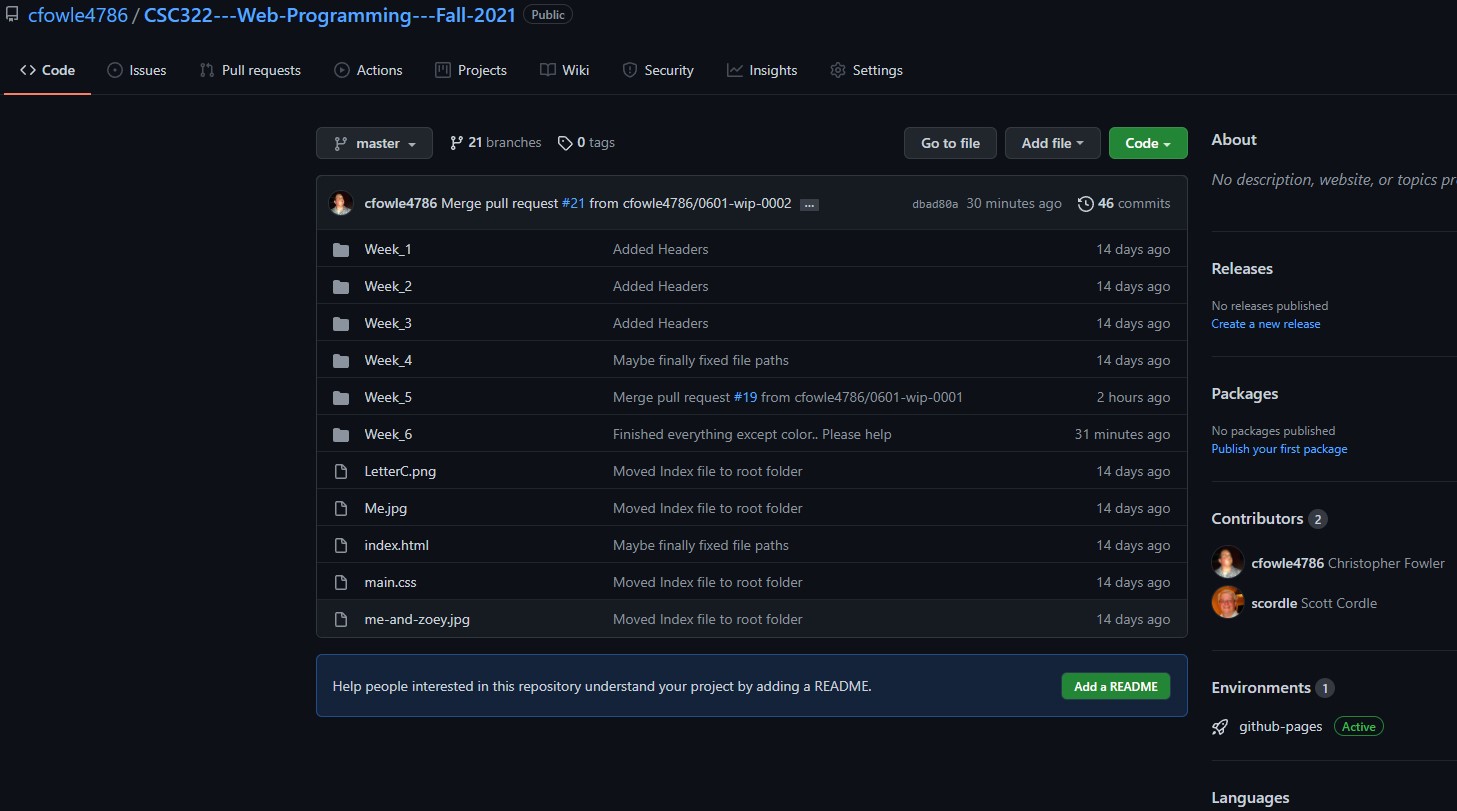 cfowle4786 / CSC322---Web-Programming---Fall-2021 Public
Code Issues Pull requests Actions Projects Wiki Security Insights Settings
master 21 branches 0 tags Go to file Add file Code
cfowle4786 Merge pull request #21 from cfowle4786/0601-wip-0002 ... dbad80a 30 minutes ago 46 commits
Week_1 Added Headers 14 days ago
Week_2 Added Headers 14 days ago
Week_3 Added Headers 14 days ago
Week_4 Maybe finally fixed file paths 14 days ago
Week_5 Merge pull request #19 from cfowle4786/0601-wip-0001 2 hours ago
Week_6 Finished everything except color.. Please help 31 minutes ago
LetterC.png Moved Index file to root folder 14 days ago
Me.jpg Moved Index file to root folder 14 days ago
index.html Maybe finally fixed file paths 14 days ago
main.css Moved Index file to root folder 14 days ago
me-and-zoey.jpg Moved Index file to root folder 14 days ago
Help people interested in this repository understand your project by adding a README. Add a README
About
No description, website, or topics pr
Releases
No releases published
Create a new release
Packages
No packages published
Publish your first package
Contributors 2
cfowle4786 Christopher Fowler
scordle Scott Cordle
Environments 1
github-pages Active
Languages